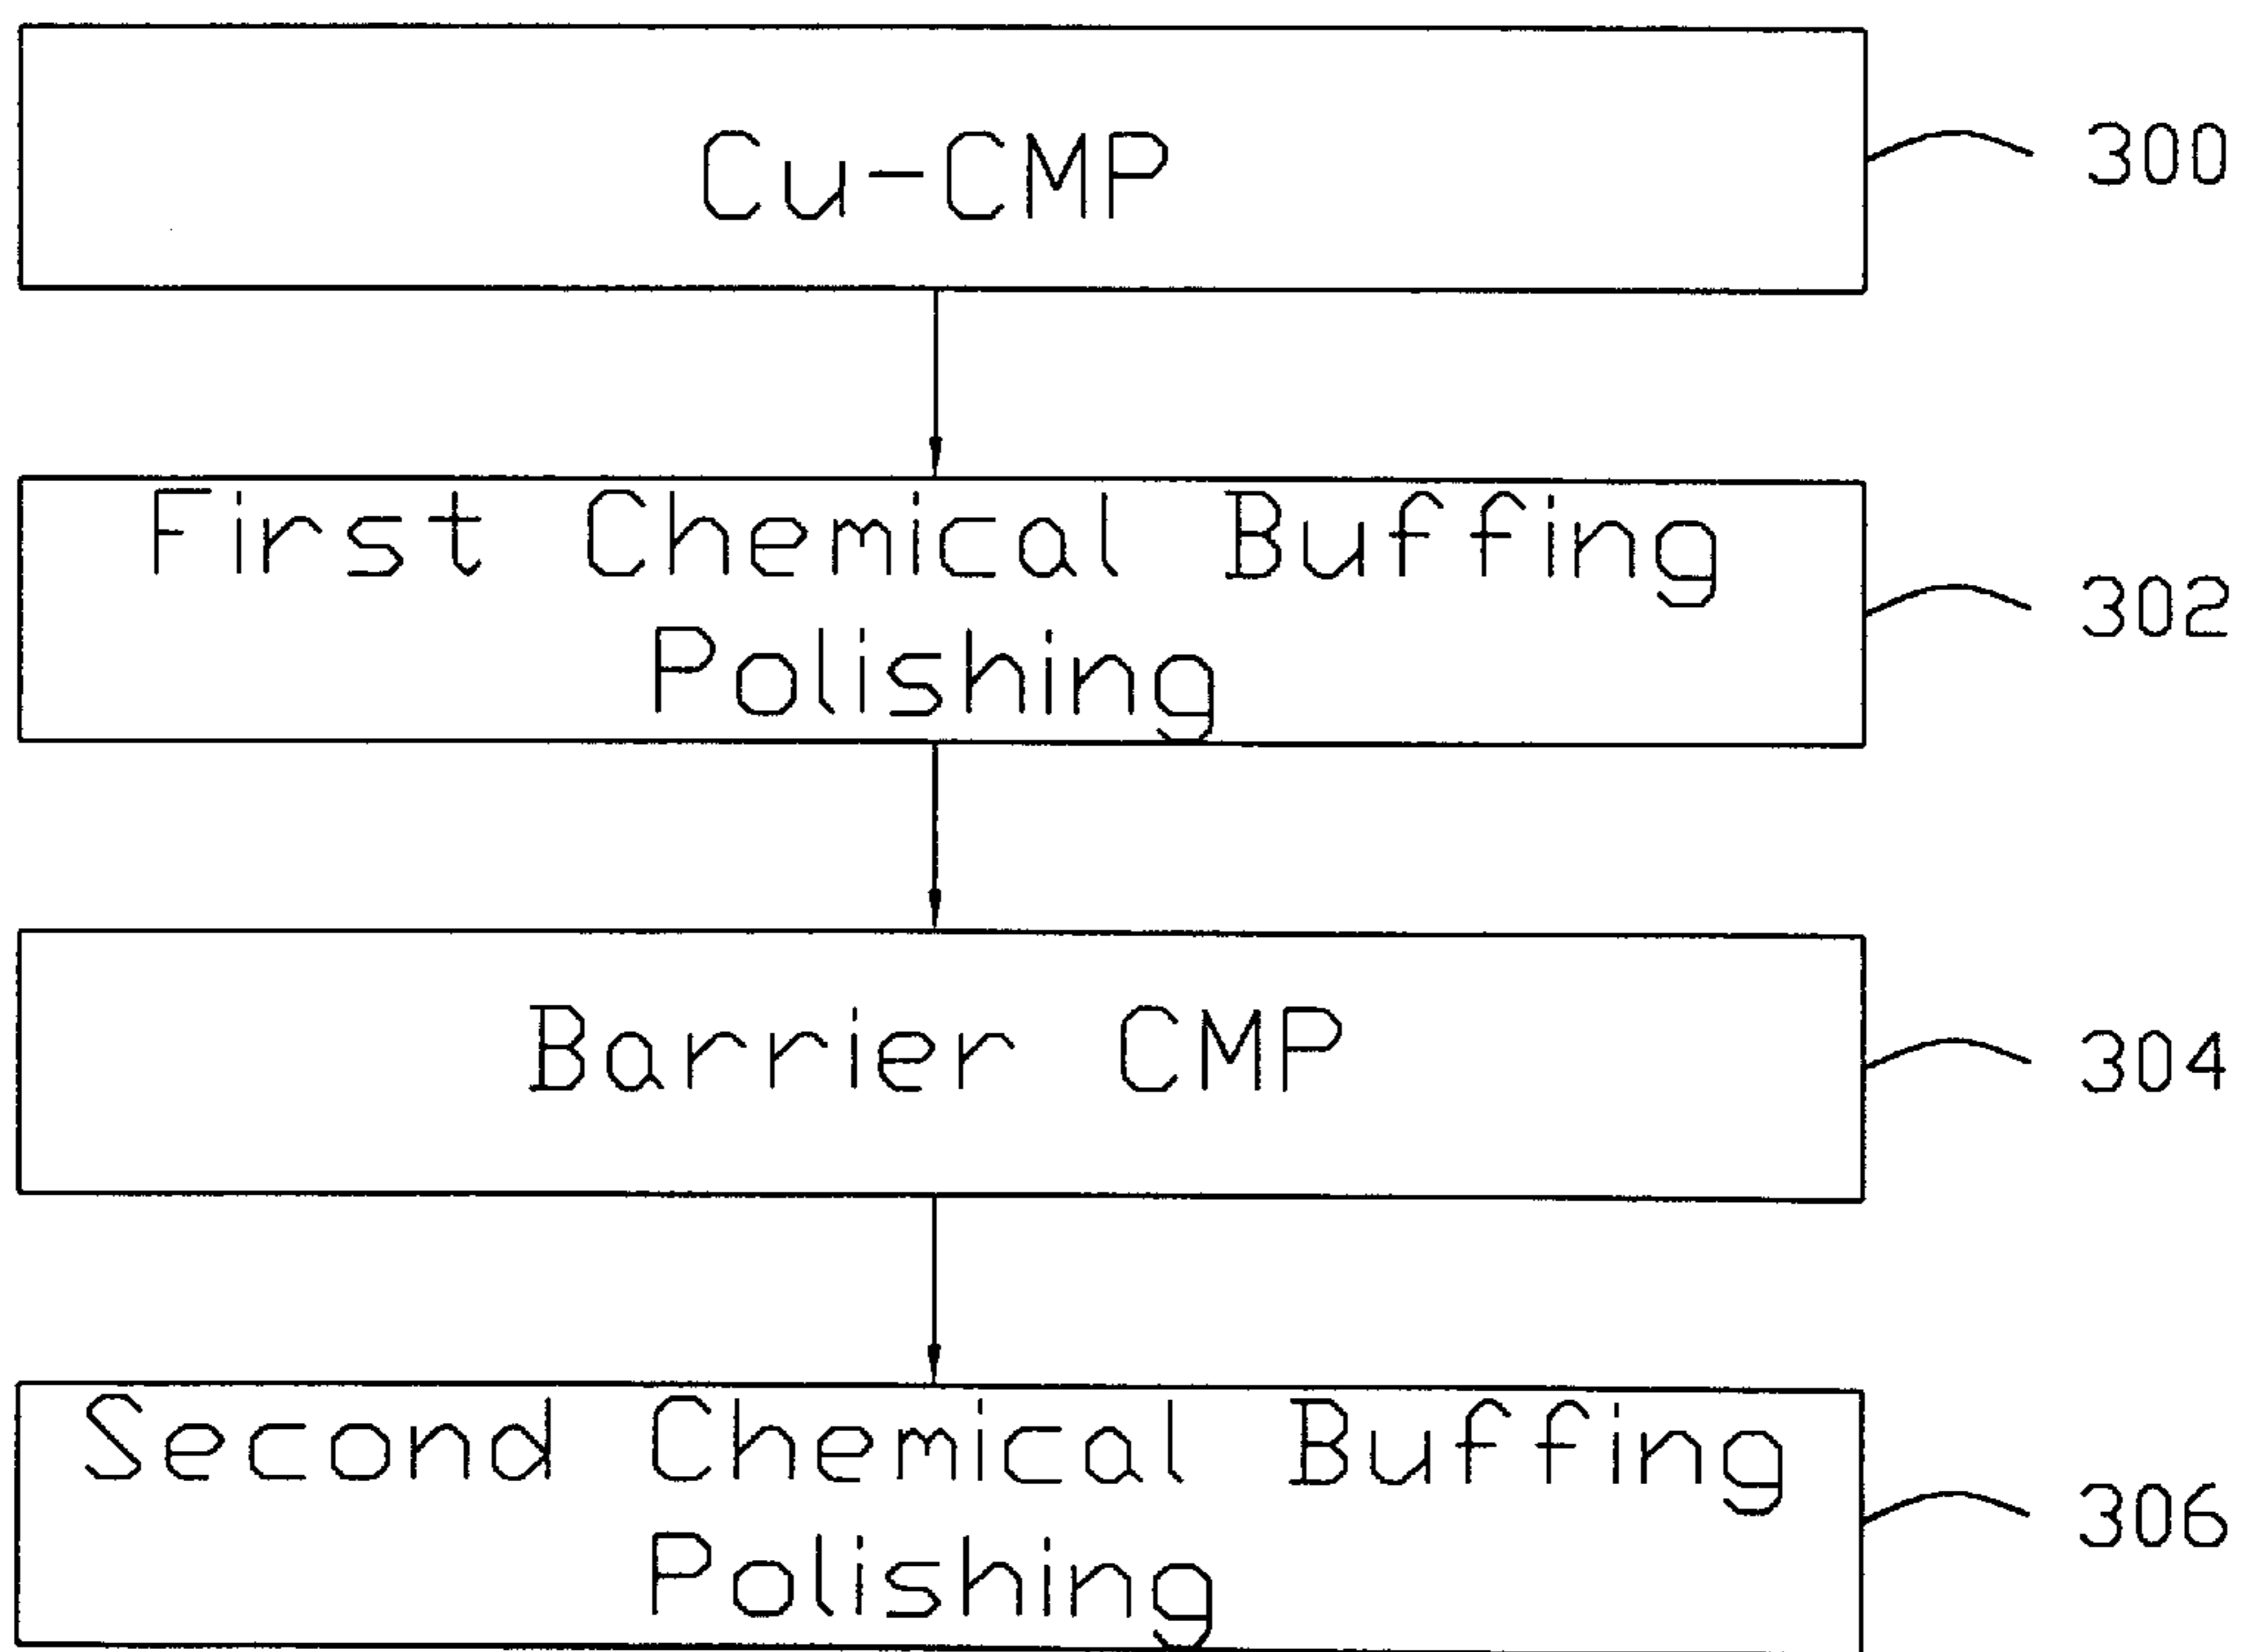 Cu-CMP
300
First Chemical Buffing
Polishing
302
Barrier CMP
304
Second Chemical Buffing
Polishing
306